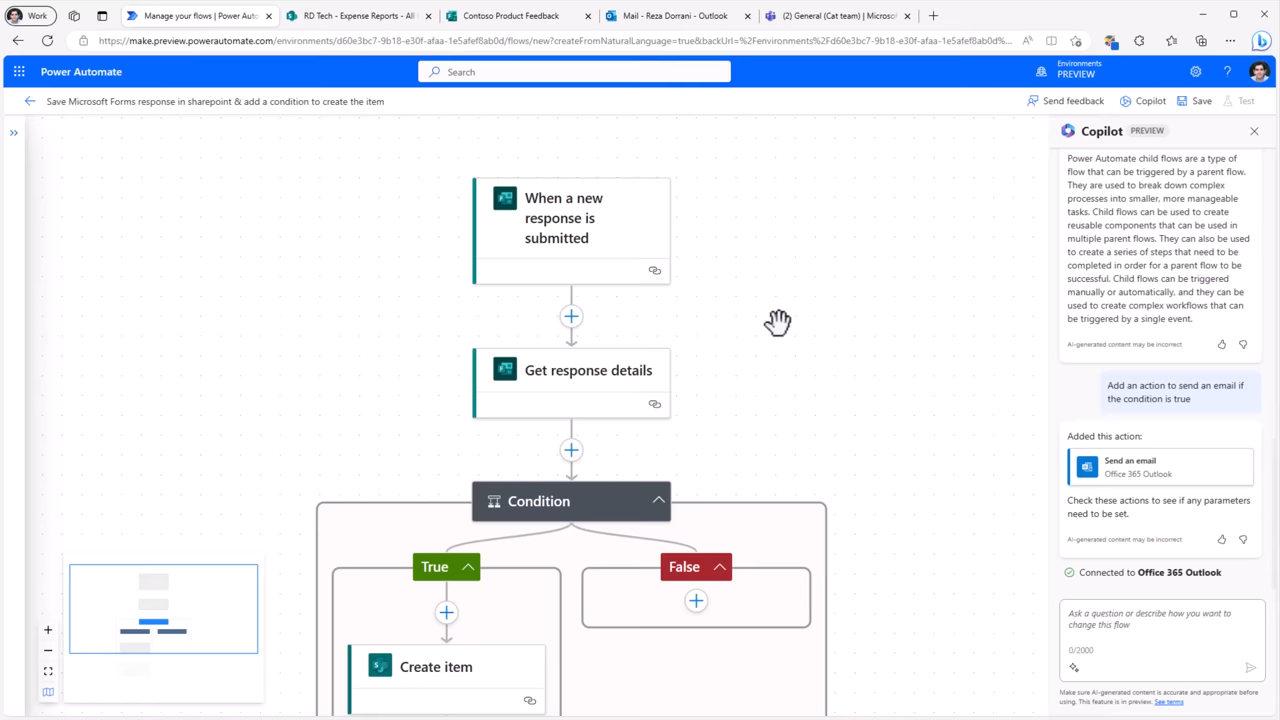 Work
Manage your flows | Power Auto
RD Tech - Expense Reports - All
Contoso Product Feedback
Mail - Reza Dorrani - Outlook
(2) General (Cat team) | Microso
https://make.preview.powerautomate.com/environments/d60e3bc7-9b18-e30f-afaa-1e5afef8ab0d/flows/new?createFromNaturalLanguage=true&backUrl=%2Fenvironments%2Fd60e3bc7-9b18-e30f-afaa-1e5afef8ab0d%...
Power Automate
Search
Environments
PREVIEW
Save Microsoft Forms response in sharepoint & add a condition to create the item
Send feedback
Copilot
Save
Test
When a new
response is
submitted
Get response details
Condition
True
False
Create item
Copilot PREVIEW
Power Automate child flows are a type of
flow that can be triggered by a parent flow.
They are used to break down complex
processes into smaller, more manageable
tasks. Child flows can be used to create
reusable components that can be used in
multiple parent flows. They can also be used
to create a series of steps that need to be
completed in order for a parent flow to be
successful. Child flows can be triggered
manually or automatically, and they can be
used to create complex workflows that can
be triggered by a single event.
AI-generated content may be incorrect
Add an action to send an email if
the condition is true
Added this action:
Send an email
Office 365 Outlook
Check these actions to see if any parameters
need to be set.
AI-generated content may be incorrect
Connected to Office 365 Outlook
Ask a question or describe how you want to
change this flow
0/2000
Make sure AI-generated content is accurate and appropriate before
using. This feature is in preview. See terms